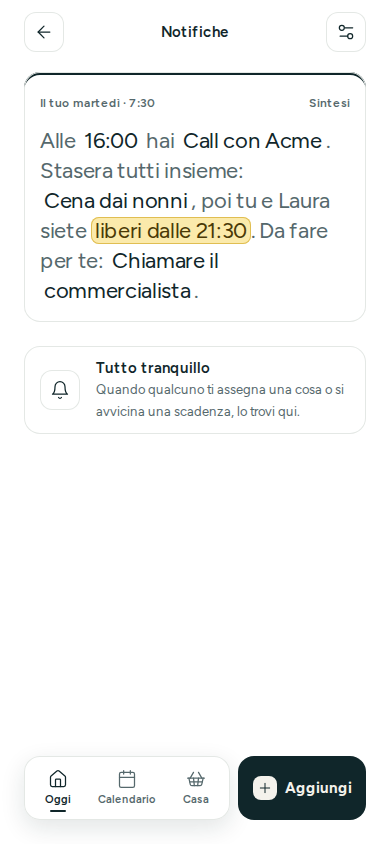 Notifiche
Il tuo martedì · 7:30
Sintesi
Alle 16:00 hai Call con Acme .
Stasera tutti insieme:
Cena dai nonni , poi tu e Laura
siete liberi dalle 21:30 . Da fare
per te: Chiamare il
commercialista .
Tutto tranquillo
Quando qualcuno ti assegna una cosa o si
avvicina una scadenza, lo trovi qui.
Oggi
Calendario
Casa
Aggiungi